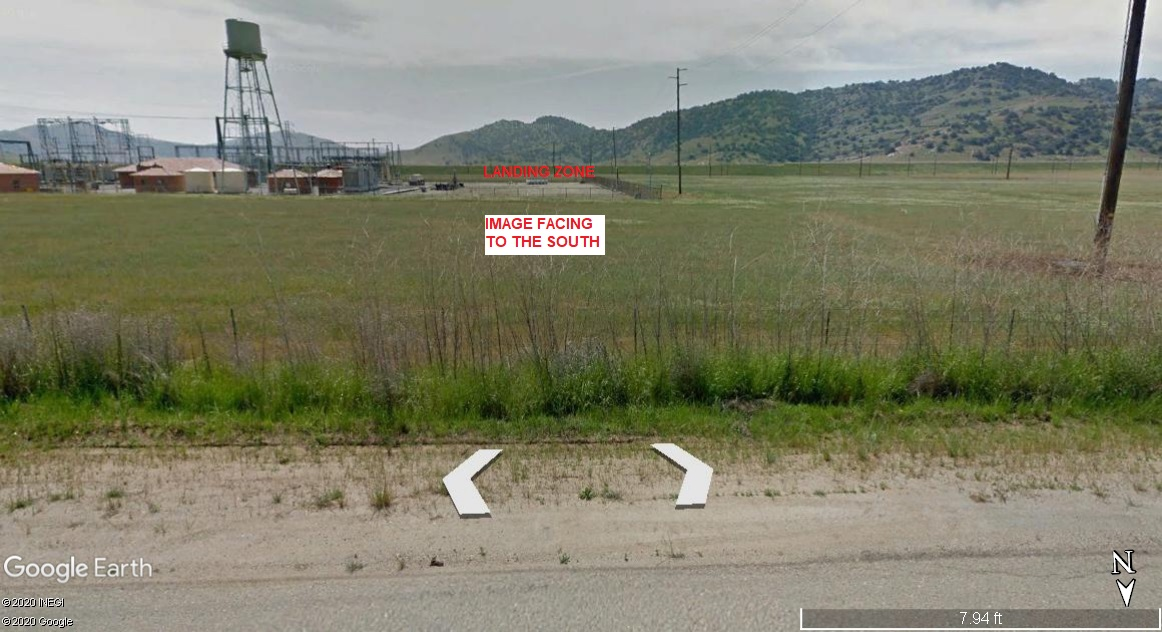 LANDING ZONE
IMAGE FACING
TO THE SOUTH
Google Earth
©2020 INEGI
©2020 Google
N
7.94 ft